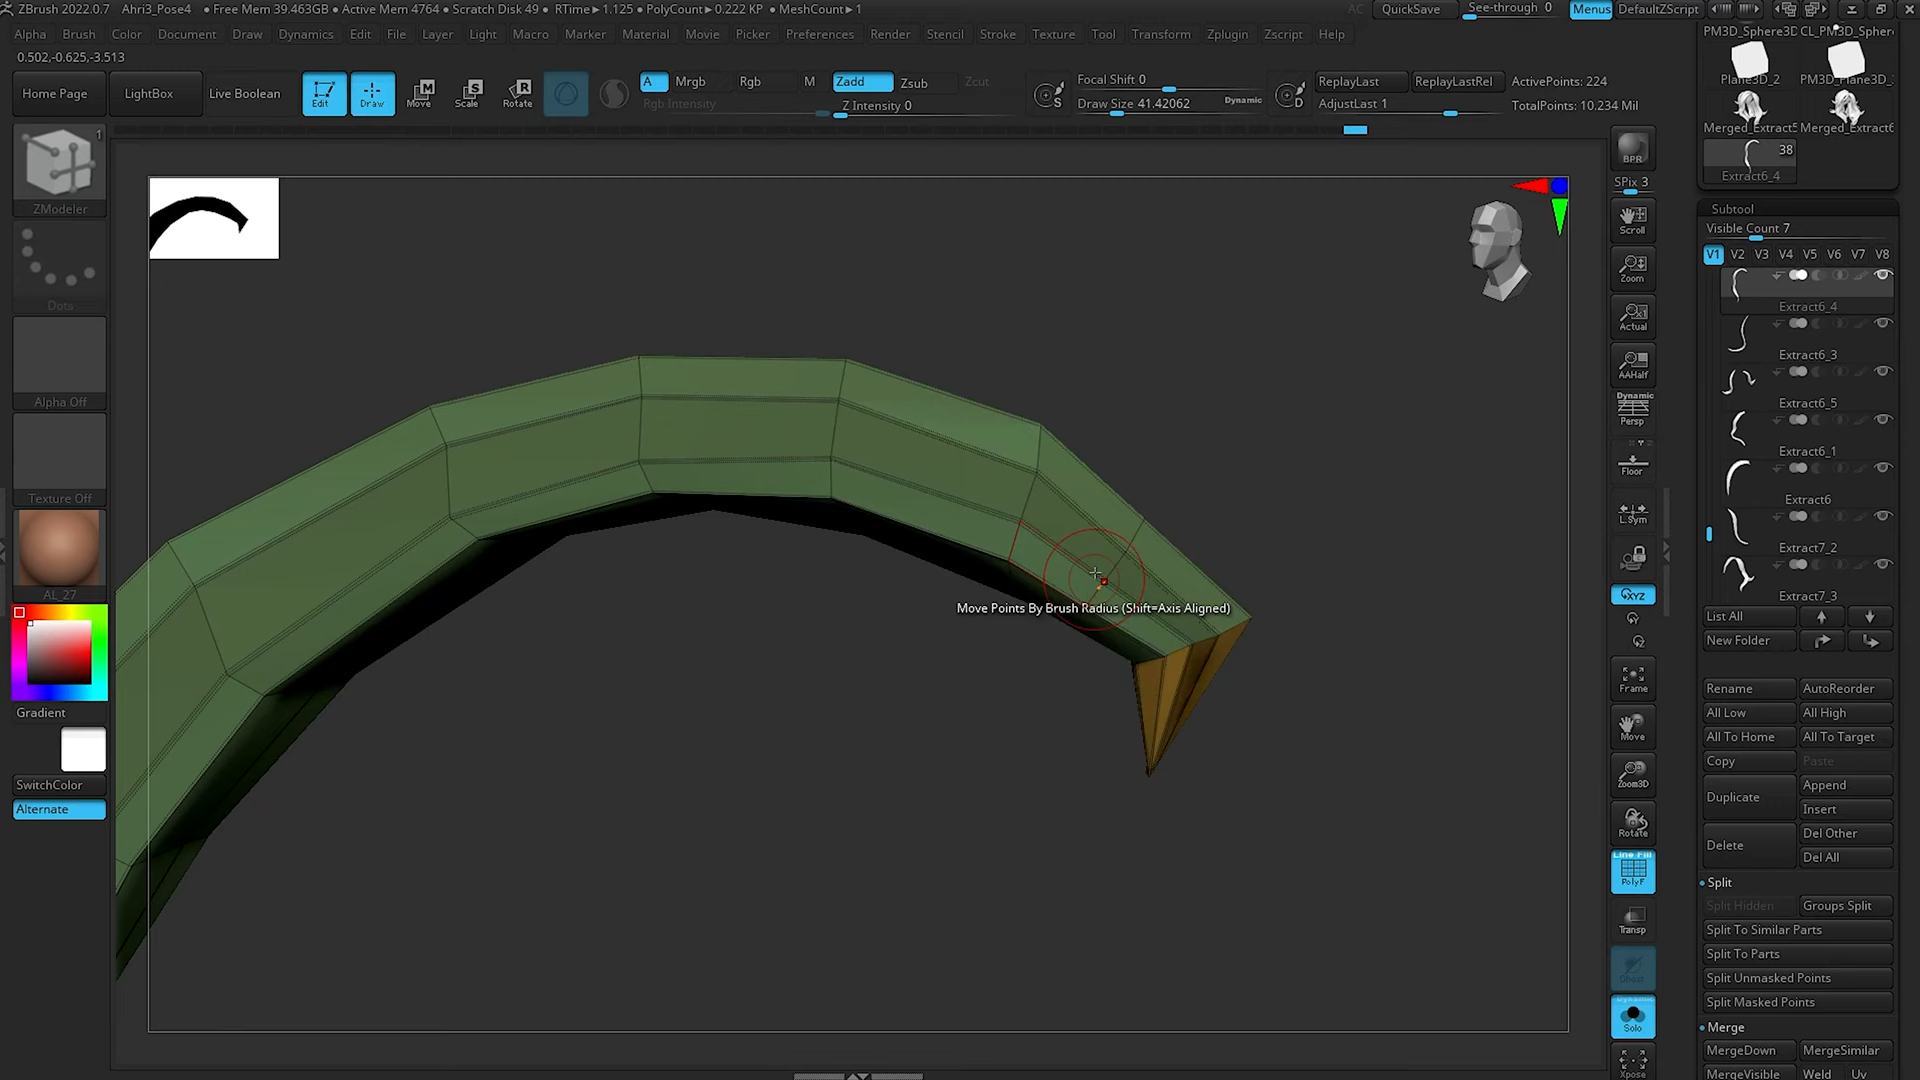 ZBrush 2022.0.7 Ahri3_Pose4 ● Free Mem 39.463GB ● Active Mem 4764 ● Scratch Disk 49 ● RTime▸1.125 ● PolyCount▸0.222 KP ● MeshCount▸1
AC QuickSave See-through 0 Menus DefaultZScript
Alpha Brush Color Document Draw Dynamics Edit File Layer Light Macro Marker Material Movie Picker Preferences Render Stencil Stroke Texture Tool Transform Zplugin Zscript Help
0.502,-0.625,-3.513
Home Page LightBox Live Boolean Edit Draw Move Scale Rotate
A Mrgb Rgb M Zadd Zsub Zcut
Rgb Intensity Z Intensity 0
Focal Shift 0
Draw Size 41.42062 Dynamic
S D
ReplayLast ReplayLastRel ActivePoints: 224
AdjustLast 1 TotalPoints: 10.234 Mil
1
ZModeler
Dots
Alpha Off
Texture Off
AL_27
Gradient
SwitchColor
Alternate
Move Points By Brush Radius (Shift=Axis Aligned)
BPR
SPix 3
Scroll
Zoom
Actual
AAHalf
Dynamic
Persp
Floor
L.Sym
XYZ
Frame
Move
Zoom3D
Rotate
Line Fill
PolyF
Transp
Ghost
Dynamic
Solo
Xpose
PM3D_Sphere3D CL_PM3D_Sphere
Plane3D_2 PM3D_Plane3D_
Merged_Extract5 Merged_Extract6
38
Extract6_4
Subtool
Visible Count 7
V1 V2 V3 V4 V5 V6 V7 V8
Extract6_4
Extract6_3
Extract6_5
Extract6_1
Extract6
Extract7_2
Extract7_3
List All
New Folder
Rename AutoReorder
All Low All High
All To Home All To Target
Copy Paste
Duplicate Append
Insert
Delete Del Other
Del All
Split
Split Hidden Groups Split
Split To Similar Parts
Split To Parts
Split Unmasked Points
Split Masked Points
Merge
MergeDown MergeSimilar
MergeVisible Weld Uv